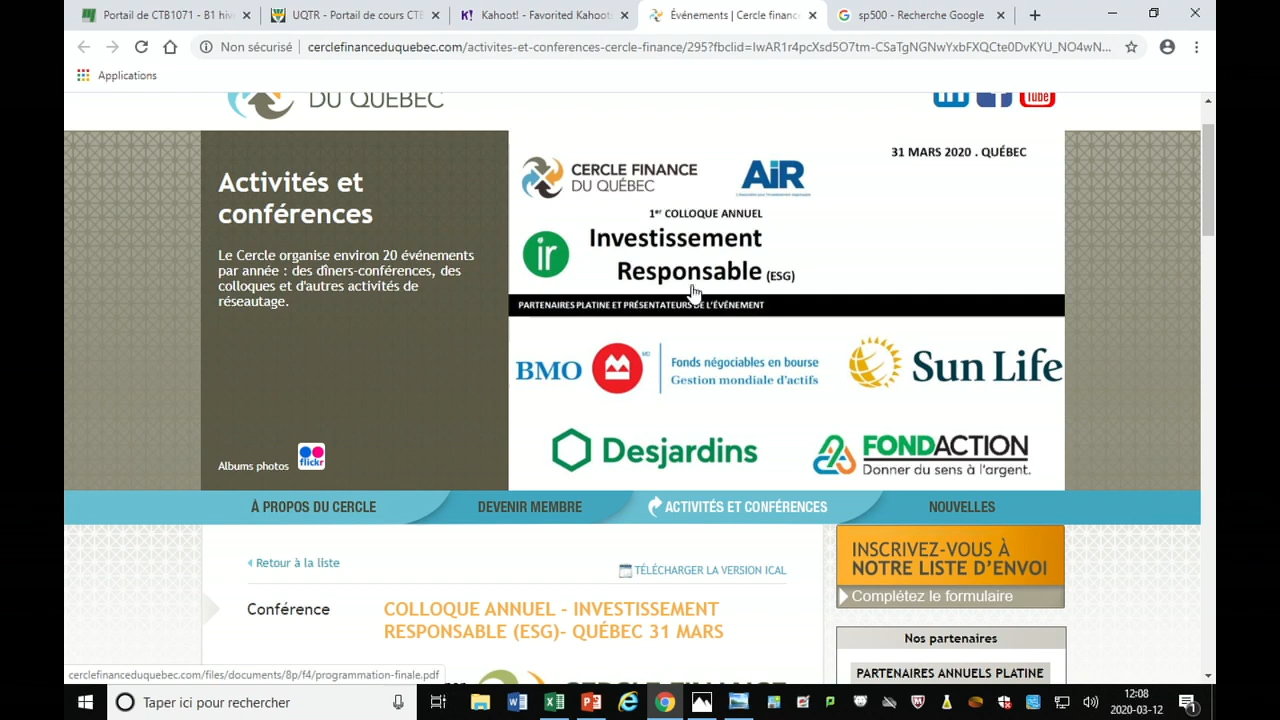 Portail de CTB1071 - B1 hiv
UQTR - Portail de cours CTB
Kahoot! - Favorited Kahoots
Événements | Cercle finance
sp500 - Recherche Google
Non sécurisé
cerclefinanceduquebec.com/activites-et-conferences-cercle-finance/295?fbclid=IwAR1r4pcXsd5O7tm-CSaTgNGNwYxbFXQCte0DvKYU_NO4wN...
Applications
DU QUÉBEC
Tube
Activités et
conférences
Le Cercle organise environ 20 événements
par année : des dîners-conférences, des
colloques et d'autres activités de
réseautage.
Albums photos
flickr
31 MARS 2020 . QUÉBEC
CERCLE FINANCE
DU QUÉBEC
AiR
1er COLLOQUE ANNUEL
ir
Investissement
Responsable (ESG)
PARTENAIRES PLATINE ET PRÉSENTATEURS DE L'ÉVÉNEMENT
BMO
MD
Fonds négociables en bourse
Gestion mondiale d'actifs
Sun Life
Desjardins
FONDACTION
Donner du sens à l'argent.
À PROPOS DU CERCLE
DEVENIR MEMBRE
ACTIVITÉS ET CONFÉRENCES
NOUVELLES
Retour à la liste
TÉLÉCHARGER LA VERSION ICAL
Conférence
COLLOQUE ANNUEL - INVESTISSEMENT
RESPONSABLE (ESG)- QUÉBEC 31 MARS
INSCRIVEZ-VOUS À
NOTRE LISTE D'ENVOI
Complétez le formulaire
Nos partenaires
PARTENAIRES ANNUELS PLATINE
cerclefinanceduquebec.com/files/documents/8p/f4/programmation-finale.pdf
Taper ici pour rechercher
12:08
2020-03-12
1